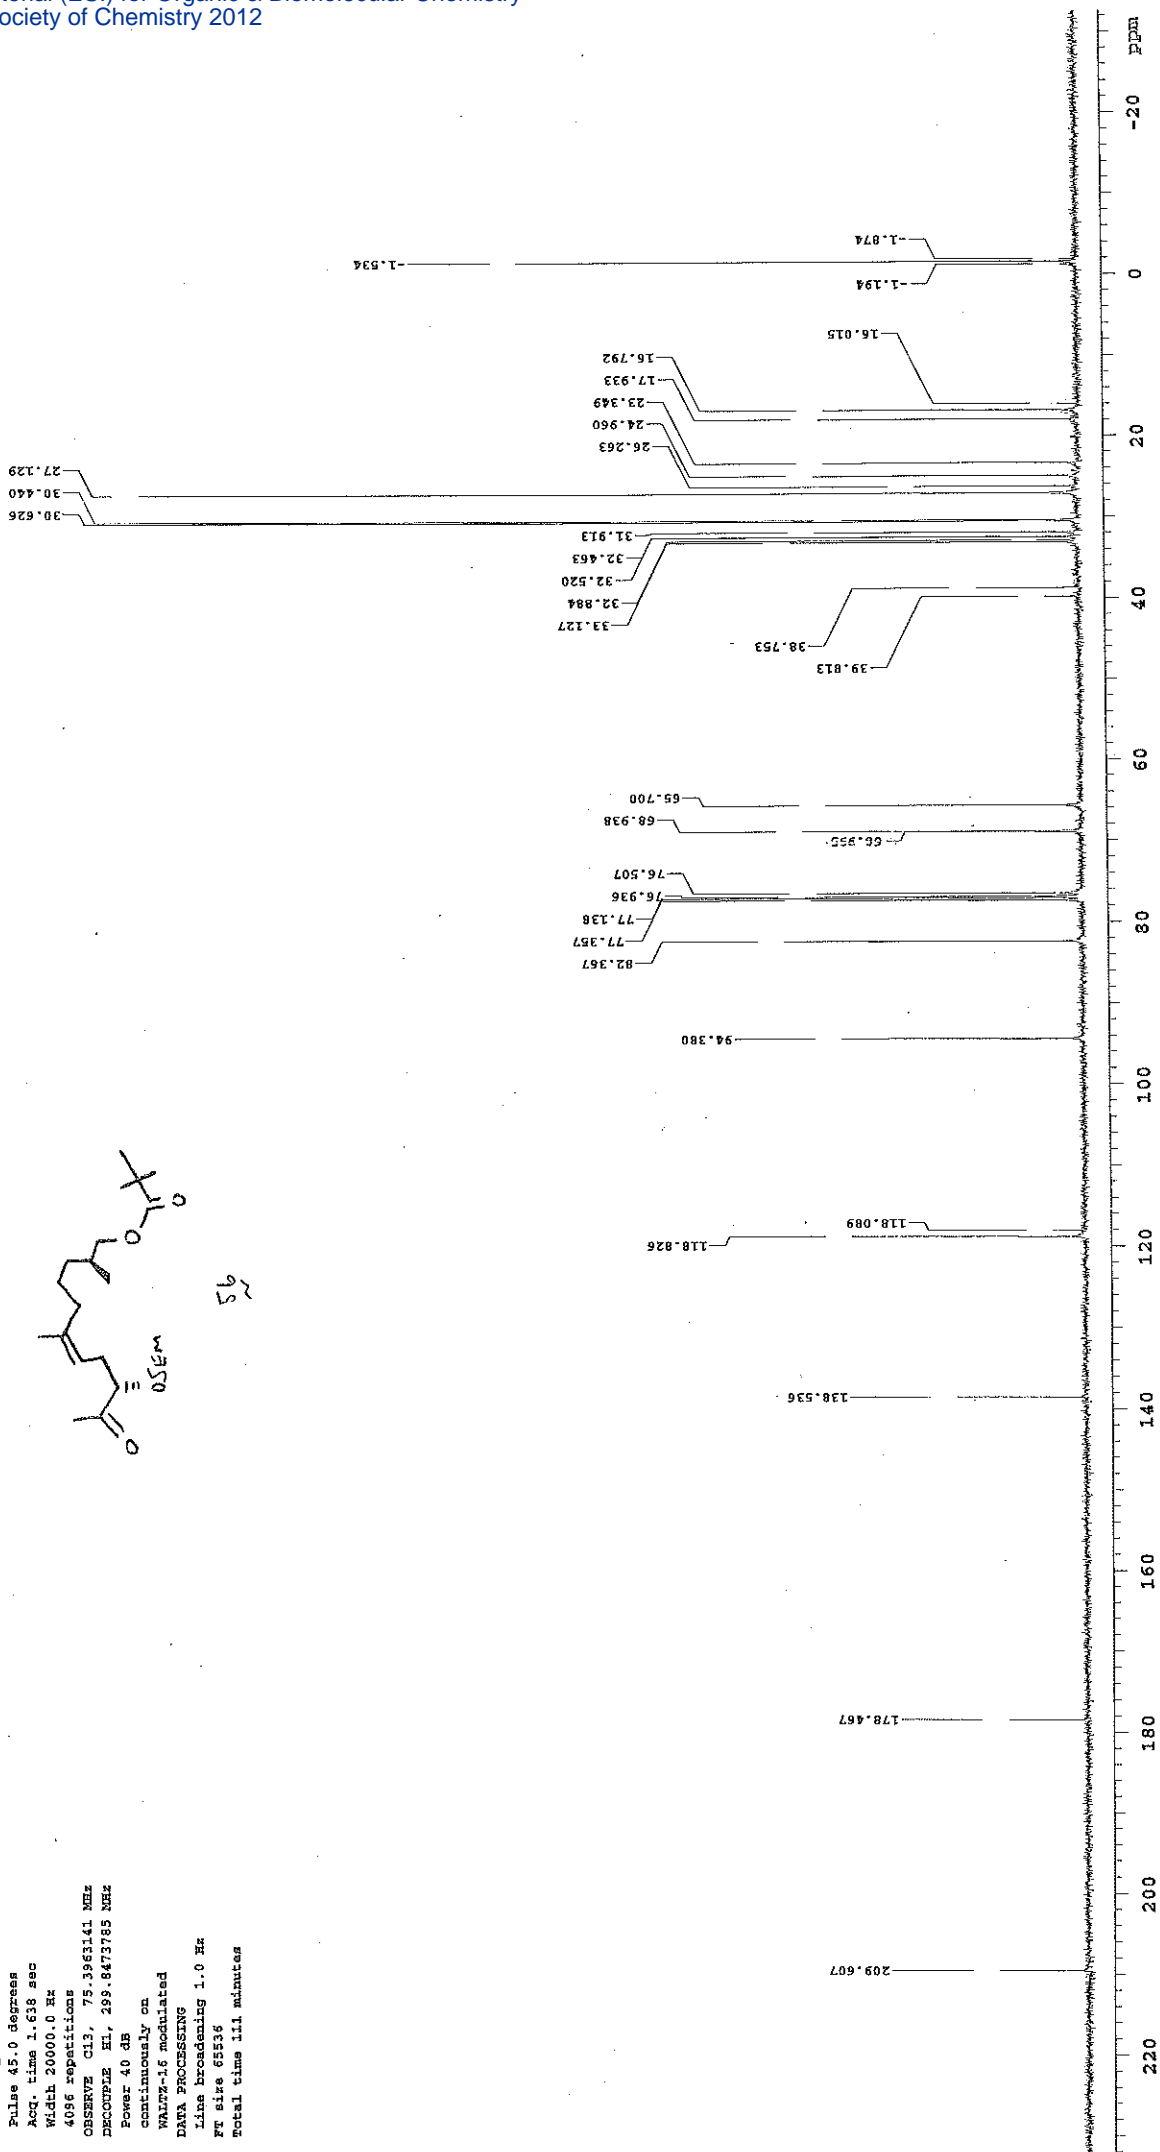 ociety of Chemistry 2012
Pulse 45.0 degrees
Acq. time 1.638 sec
Width 20000.0 Hz
4096 repetitions
OBSERVE C13, 75.3963141 MHz
DECOUPLE H1, 299.8473785 MHz
Power 40 dB
continuously on
WALTZ-16 modulated
DATA PROCESSING
Line broadening 1.0 Hz
FT size 65536
Total time 111 minutes
O
O
O
OSEM
56
209.607
178.467
138.536
118.826
118.089
94.380
82.367
77.357
77.138
76.936
76.507
68.938
65.700
39.813
38.753
33.127
32.884
32.520
32.463
31.913
30.626
30.440
27.129
26.263
24.960
23.349
17.933
16.792
16.015
-1.194
-1.534
-1.874
220 200 180 160 140 120 100 80 60 40 20 0 -20 ppm